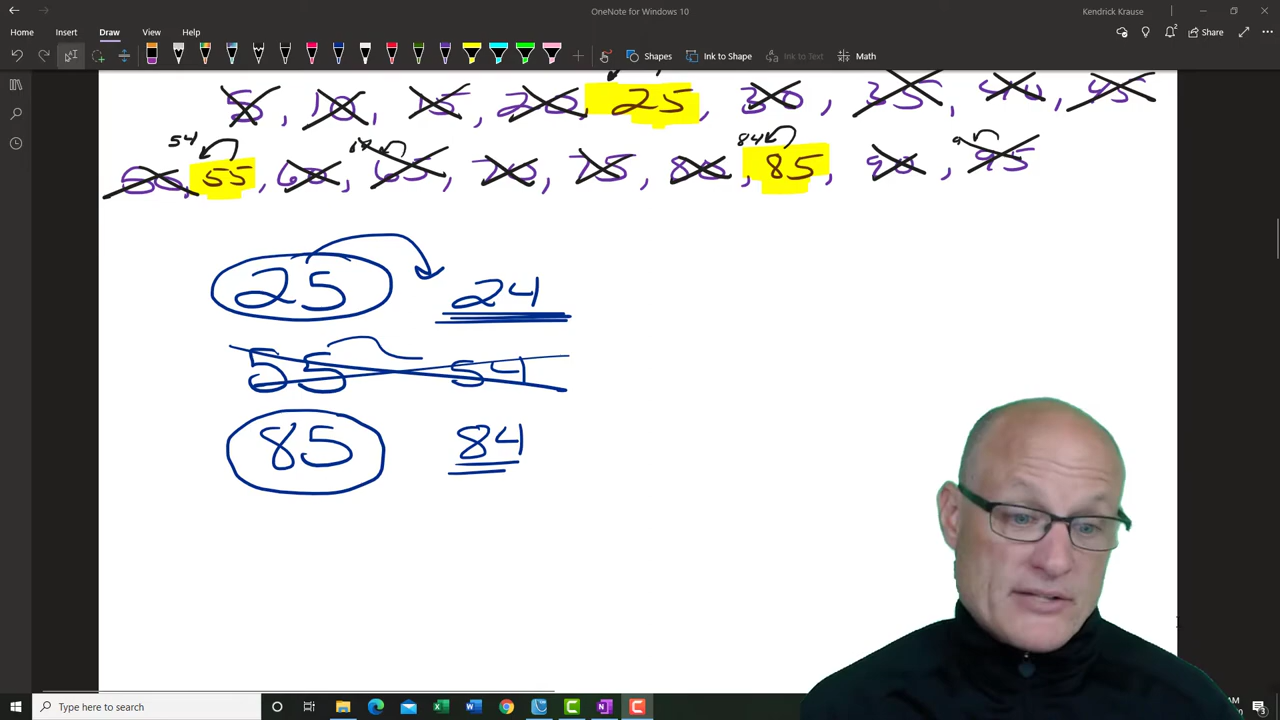 OneNote for Windows 10
Kendrick Krause
Home Insert Draw View Help
Share
Shapes Ink to Shape Ink to Text Math
5, 10, 15, 20, 25, 30, 35, 40, 45
54 84 9
50, 55, 60, 65, 70, 75, 80, 85, 90, 95
25 24
55 54
85 84
Type here to search